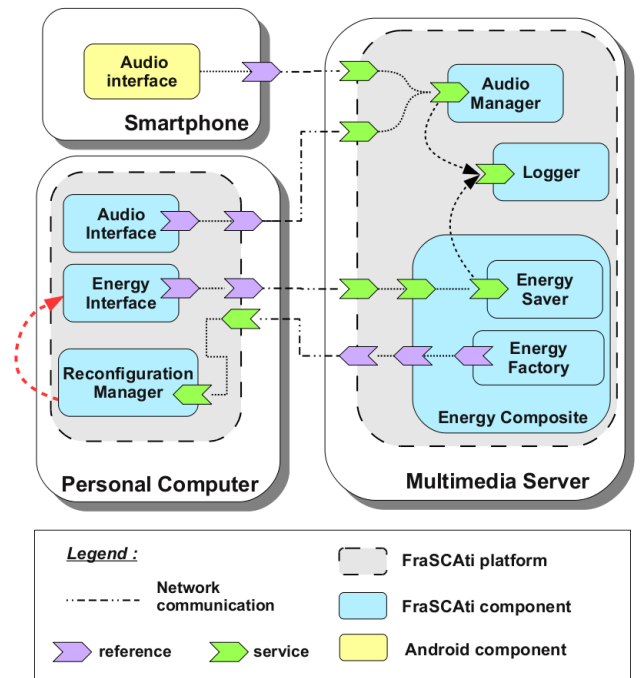 Audio
interface
Smartphone
Audio
Manager
Logger
Audio
Interface
Energy
Interface
Reconfiguration
Manager
Personal Computer
Energy
Saver
Energy
Factory
Energy Composite
Multimedia Server
Legend :
Network
communication
reference
service
FraSCAti platform
FraSCAti component
Android component